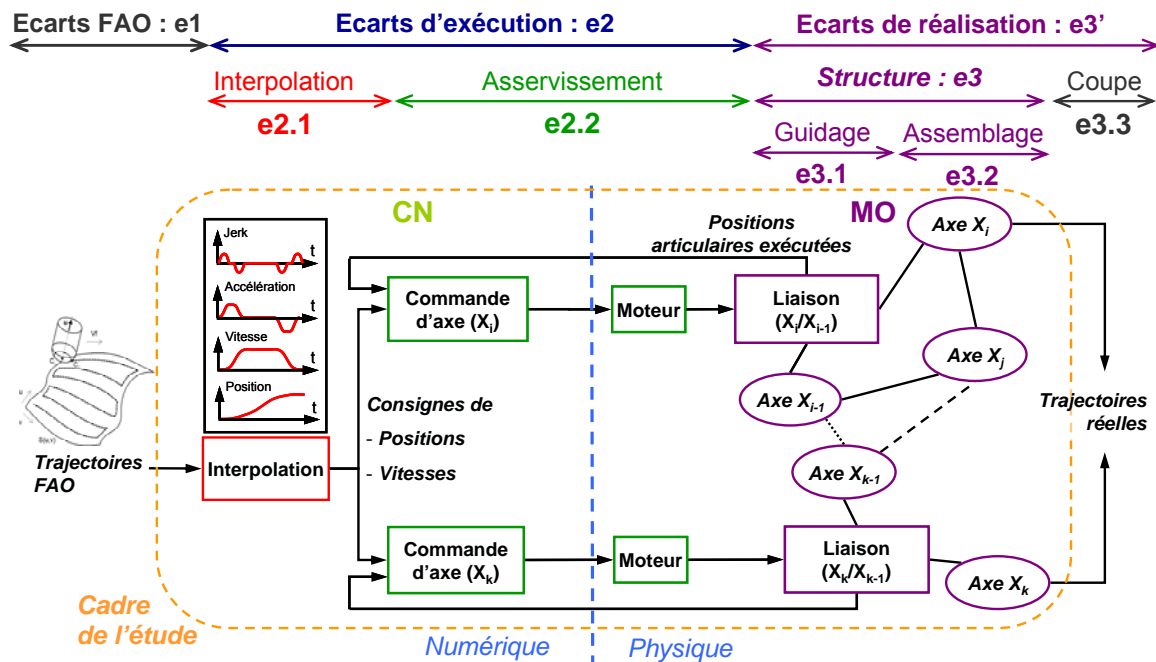 Ecarts FAO : e1
Ecarts d'exécution : e2
Ecarts de réalisation : e3'
Interpolation
Asservissement
Structure : e3
Coupe
e2.1
e2.2
e3.3
Guidage
Assemblage
e3.1
e3.2
CN
MO
Jerk
t
Accélération
t
Vitesse
t
Position
t
Positions
articulaires exécutées
Axe Xi
Commande
d'axe (Xi)
Moteur
Liaison
(Xi/Xi-1)
Axe Xj
Axe Xi-1
Consignes de
- Positions
- Vitesses
Trajectoires
réelles
Trajectoires
FAO
Interpolation
Axe Xk-1
Commande
d'axe (Xk)
Moteur
Liaison
(Xk/Xk-1)
Axe Xk
Cadre
de l'étude
Numérique
Physique